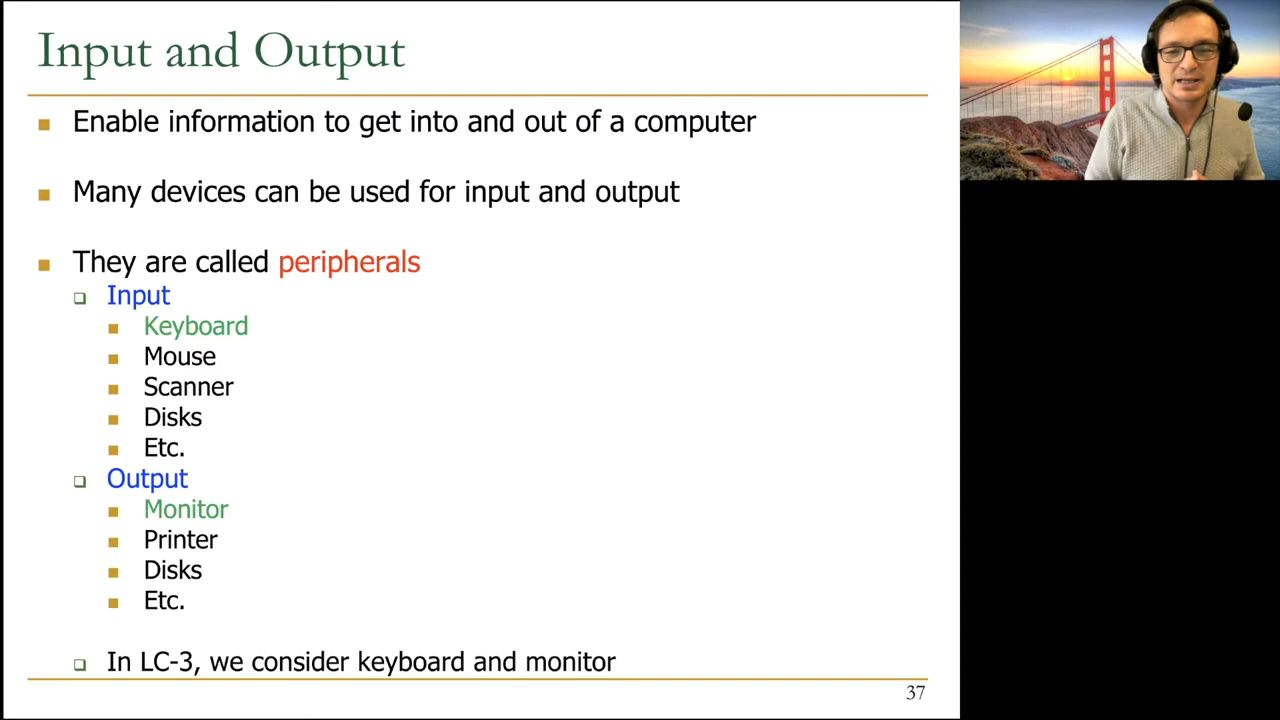 Input and Output
Enable information to get into and out of a computer
Many devices can be used for input and output
They are called peripherals
Input
Keyboard
Mouse
Scanner
Disks
Etc.
Output
Monitor
Printer
Disks
Etc.
In LC-3, we consider keyboard and monitor
37